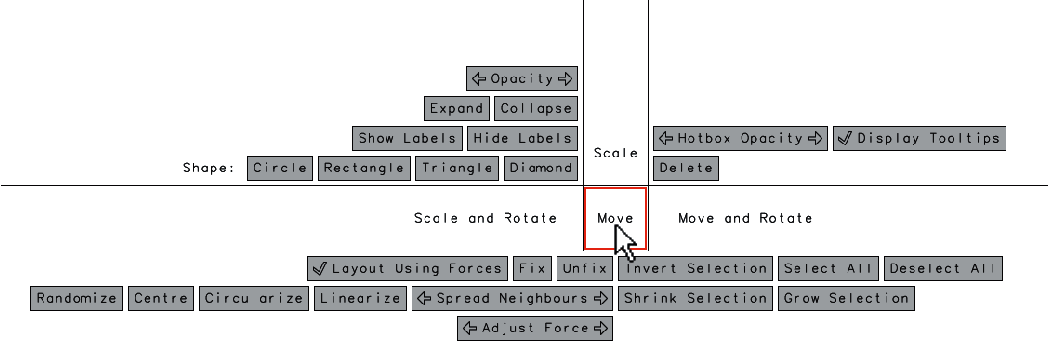 Opacity
Expand Collapse
Show Labels Hide Labels Scale Hotbox Opacity Display Tooltips
Shape: Circle Rectangle Triangle Diamond Delete
Scale and Rotate Move Move and Rotate
Layout Using Forces Fix Unfix Invert Selection Select All Deselect All
Randomize Centre Circu arize Linearize Spread Neighbours Shrink Selection Grow Selection
Adjust Force